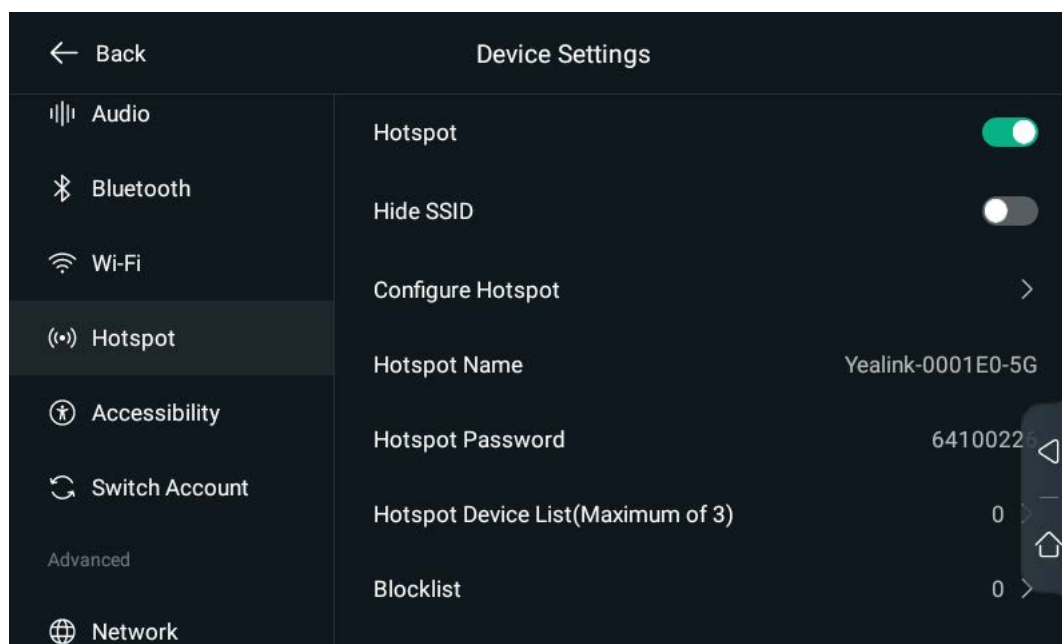 Back
Device Settings
Audio
Bluetooth
Wi-Fi
Hotspot
Accessibility
Switch Account
Advanced
Network
Hotspot
Hide SSID
Configure Hotspot
Hotspot Name Yealink-0001E0-5G
Hotspot Password 64100226
Hotspot Device List(Maximum of 3) 0
Blocklist 0